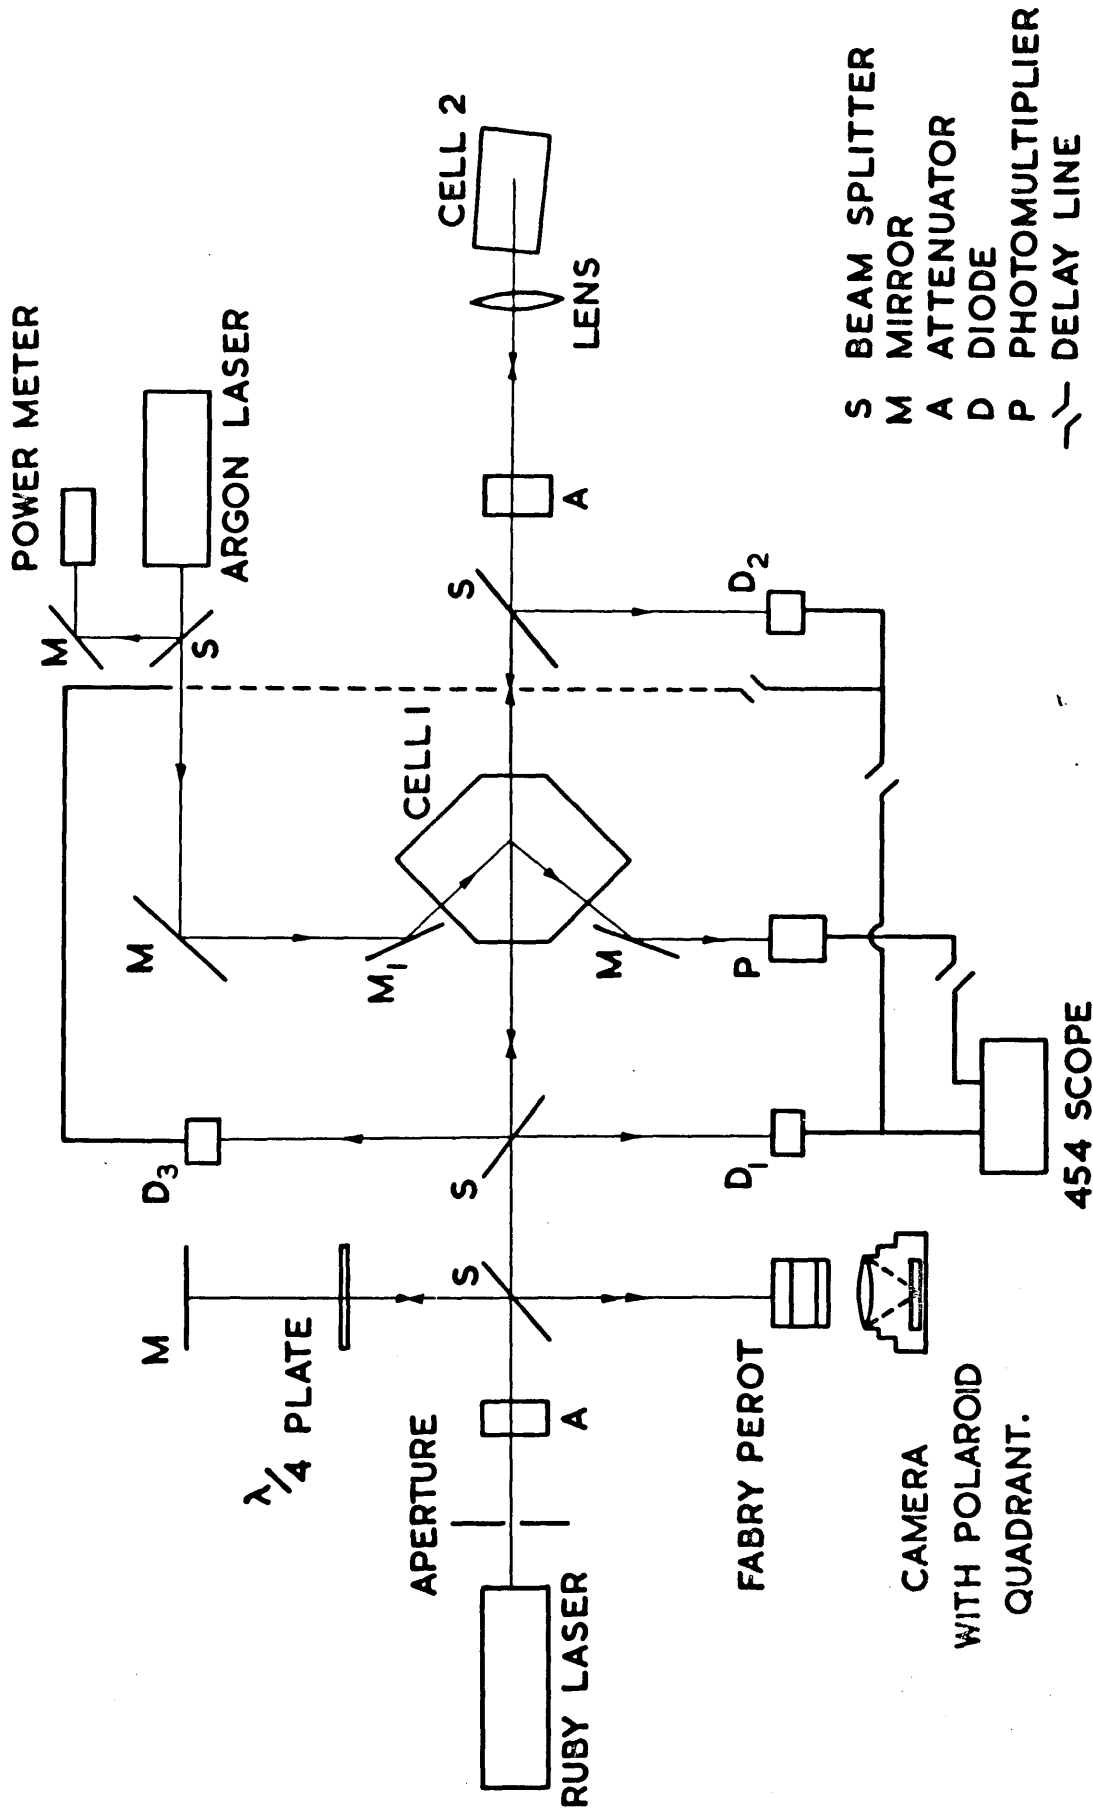 POWER METER
M
ARGON LASER
S
M
D3
M
λ/4 PLATE
M1
CELL 1
CELL 2
S
S
S
APERTURE
A
A
LENS
RUBY LASER
M
P
D1
D2
FABRY PEROT
CAMERA
WITH POLAROID
QUADRANT.
454 SCOPE
S BEAM SPLITTER
M MIRROR
A ATTENUATOR
D DIODE
P PHOTOMULTIPLIER
DELAY LINE